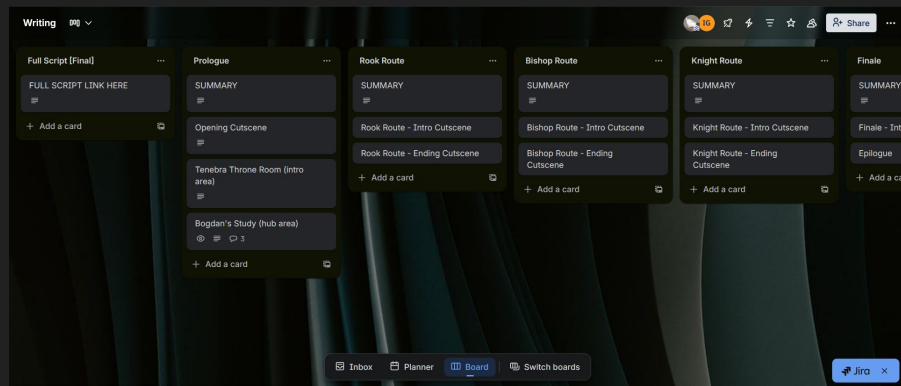 Writing
IG
Share
Full Script [Final]
FULL SCRIPT LINK HERE
+ Add a card
Prologue
SUMMARY
Opening Cutscene
Tenebra Throne Room (intro
area)
Bogdan's Study (hub area)
3
+ Add a card
Rook Route
SUMMARY
Rook Route - Intro Cutscene
Rook Route - Ending Cutscene
+ Add a card
Bishop Route
SUMMARY
Bishop Route - Intro Cutscene
Bishop Route - Ending
Cutscene
+ Add a card
Knight Route
SUMMARY
Knight Route - Intro Cutscene
Knight Route - Ending
Cutscene
+ Add a card
Finale
SUMMARY
Finale - Int
Epilogue
+ Add a ca
Inbox
Planner
Board
Switch boards
Jira